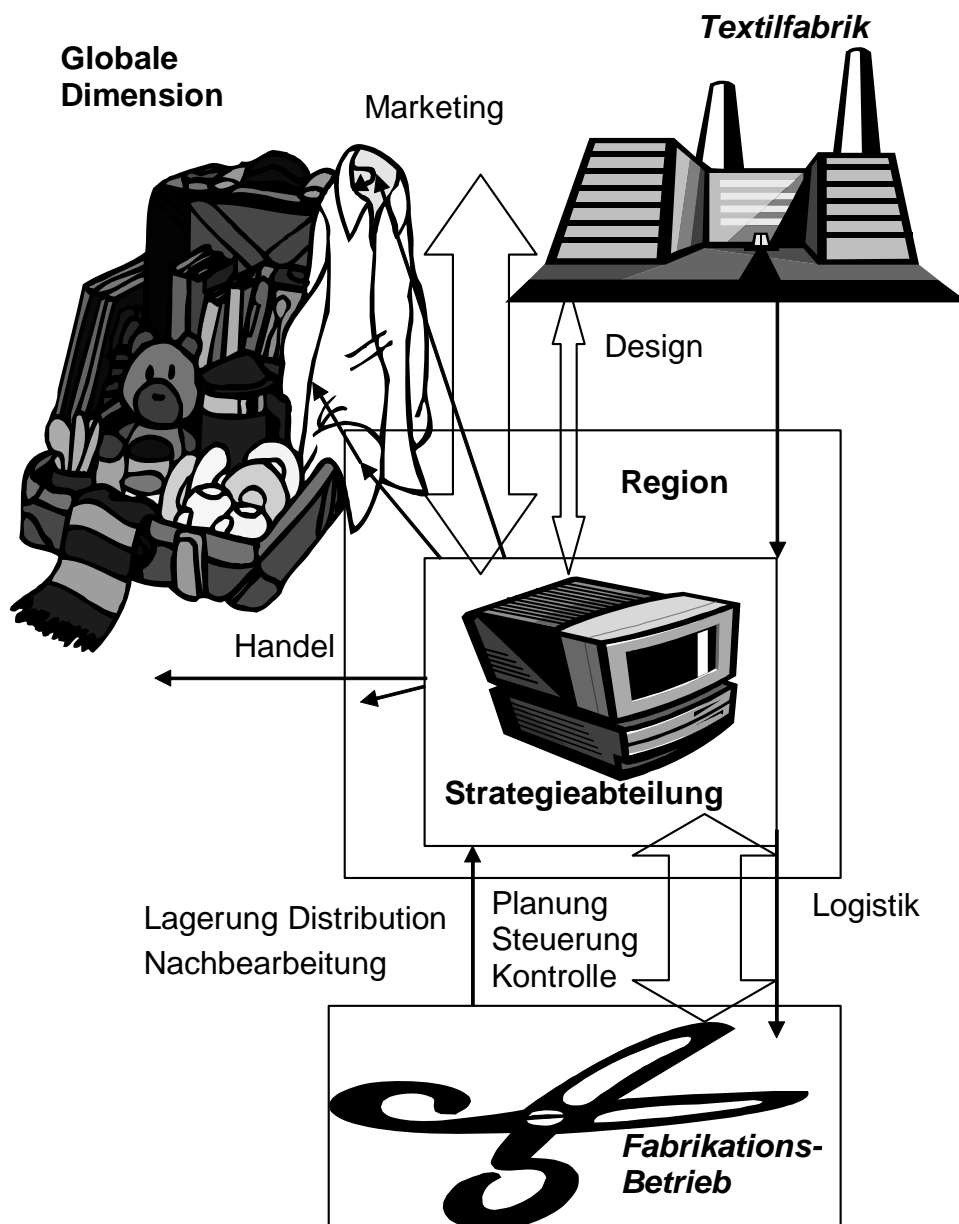 Textilfabrik
Globale
Dimension
Marketing
Design
Region
Handel
Strategieabteilung
Lagerung Distribution
Nachbearbeitung
Planung
Steuerung
Kontrolle
Logistik
Fabrikations-
Betrieb